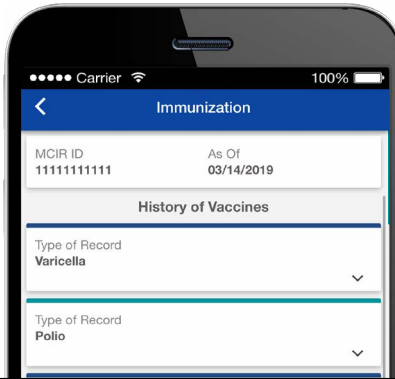 Carrier 100%
Immunization
MCIR ID As Of
11111111111 03/14/2019
History of Vaccines
Type of Record
Varicella
Type of Record
Polio